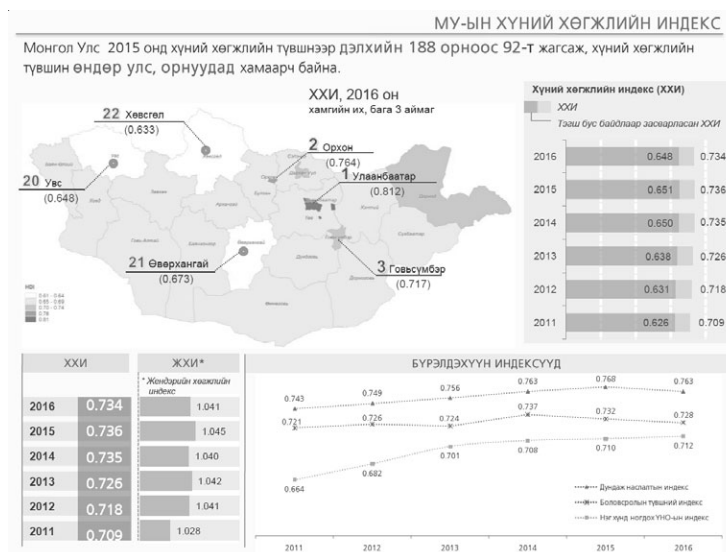 МУ-ЫН ХҮНИЙ ХӨГЖЛИЙН ИНДЕКС
Монгол Улс 2015 онд хүний хөгжлийн түвшнээр дэлхийн 188 орноос 92-т жагсаж, хүний хөгжлийн
түвшин өндөр улс, орнуудад хамаарч байна.
ХХИ, 2016 он
хамгийн их, бага 3 аймаг
22 Хөвсгөл
(0.633)
2 Орхон
(0.764)
1 Улаанбаатар
(0.812)
20 Увс
(0.648)
21 Өвөрхангай
(0.673)
3 Говьсүмбэр
(0.717)
Хүний хөгжлийн индекс (ХХИ)
ХХИ
Тэгш бус байдлаар засварласан ХХИ
2016 0.648 0.734
2015 0.651 0.736
2014 0.650 0.735
2013 0.638 0.726
2012 0.631 0.718
2011 0.626 0.709
ХХИ
2016 0.734
2015 0.736
2014 0.735
2013 0.726
2012 0.718
2011 0.709
ЖХИ*
* Жендэрийн хөгжлийн
индекс
1.041
1.045
1.040
1.042
1.041
1.028
БҮРЭЛДЭХҮҮН ИНДЕКСҮҮД
0.743 0.749 0.756 0.763 0.768 0.763
0.721 0.726 0.724 0.737 0.732 0.728
0.664 0.682 0.701 0.708 0.710 0.712
Дундаж наслалтын индекс
Боловсролын түвшний индекс
Нэг хүнд ногдох ҮНО-ын индекс
2011 2012 2013 2014 2015 2016